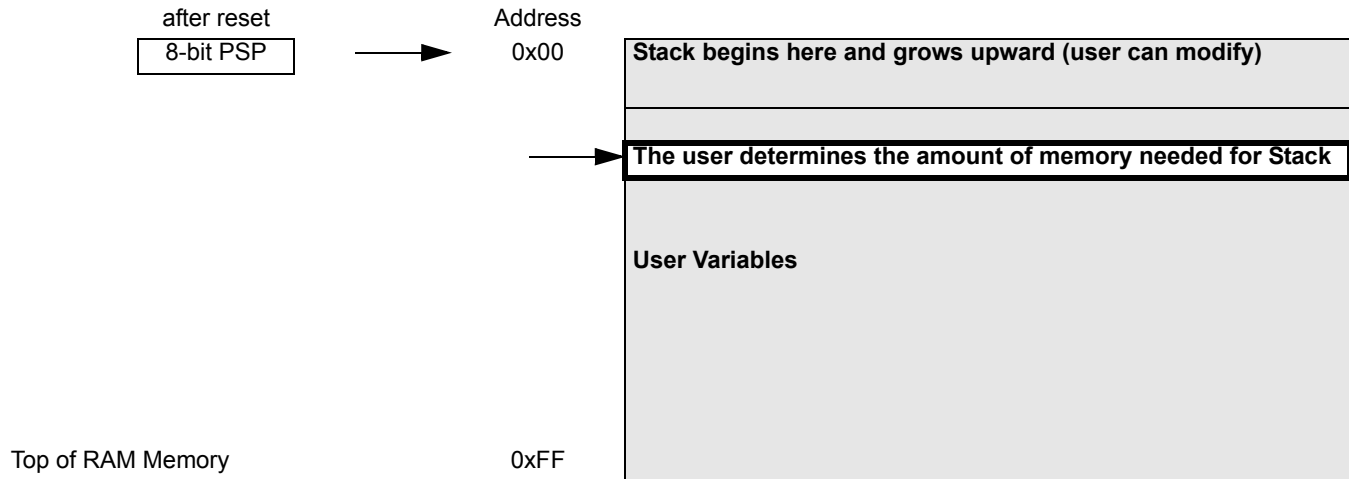 after reset Address
8-bit PSP 0x00 Stack begins here and grows upward (user can modify)
The user determines the amount of memory needed for Stack
User Variables
Top of RAM Memory 0xFF